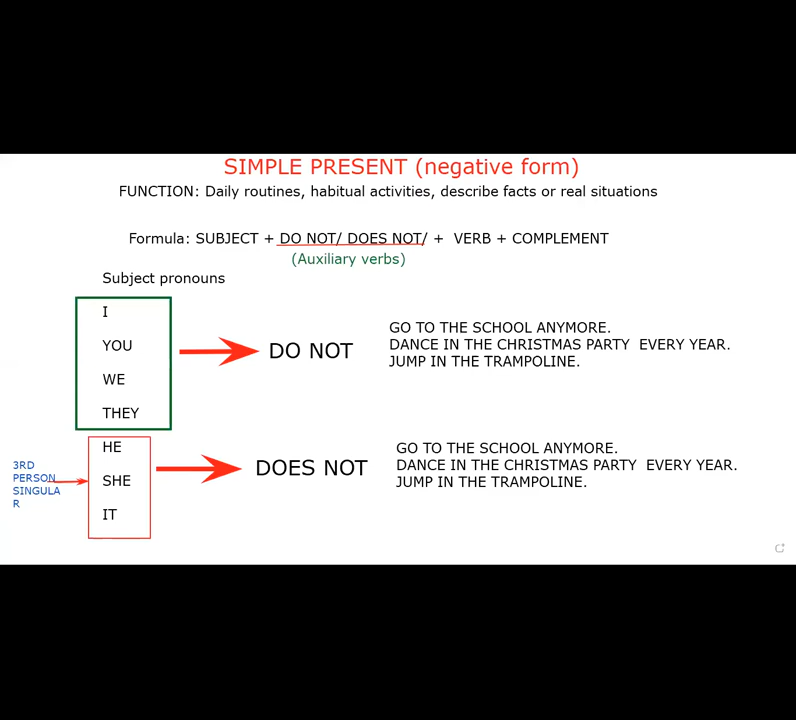 SIMPLE PRESENT (negative form)
FUNCTION: Daily routines, habitual activities, describe facts or real situations
Formula: SUBJECT + DO NOT/ DOES NOT/ + VERB + COMPLEMENT
(Auxiliary verbs)
Subject pronouns
I
YOU
WE
THEY
DO NOT
GO TO THE SCHOOL ANYMORE.
DANCE IN THE CHRISTMAS PARTY EVERY YEAR.
JUMP IN THE TRAMPOLINE.
3RD
PERSON
SINGULA
R
HE
SHE
IT
DOES NOT
GO TO THE SCHOOL ANYMORE.
DANCE IN THE CHRISTMAS PARTY EVERY YEAR.
JUMP IN THE TRAMPOLINE.